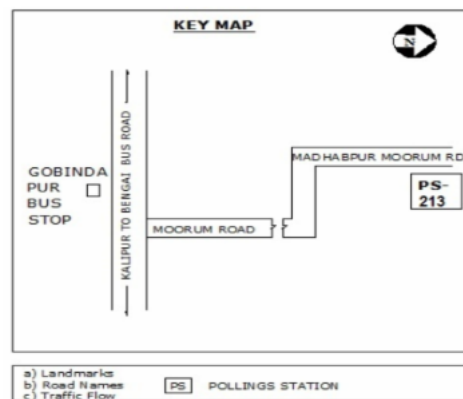 KEY MAP
N
GOBINDA
PUR
BUS
STOP
KALIPUR TO BENGAI BUS ROAD
MOORUM ROAD
MADHABPUR MOORUM RD
PS-
213
a) Landmarks
b) Road Names
c) Traffic Flow
PS POLLINGS STATION